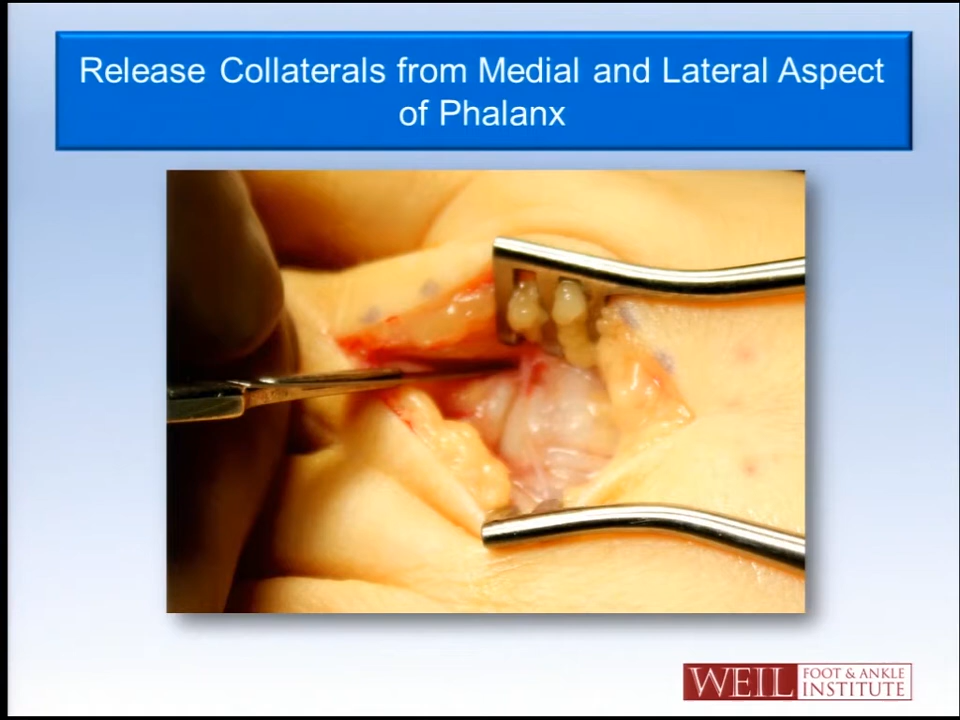 Release Collaterals from Medial and Lateral Aspect
of Phalanx
WEIL FOOT & ANKLE
INSTITUTE